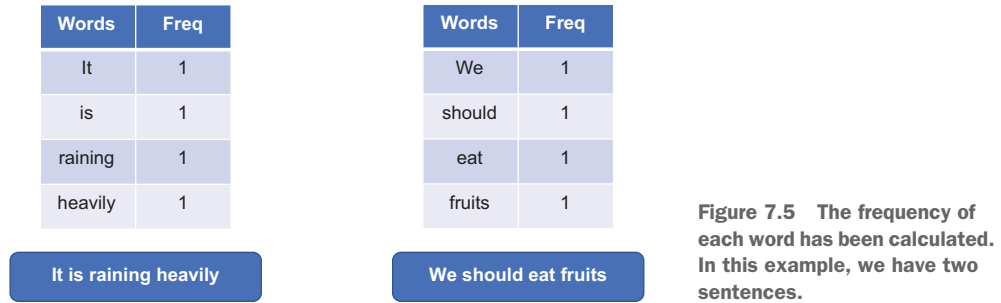 Words Freq
It 1
is 1
raining 1
heavily 1
It is raining heavily
Words Freq
We 1
should 1
eat 1
fruits 1
We should eat fruits
Figure 7.5 The frequency of
each word has been calculated.
In this example, we have two
sentences.